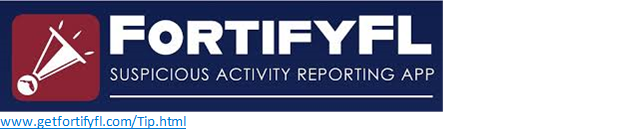 FORTIFYFL
SUSPICIOUS ACTIVITY REPORTING APP
www.getfortifyfl.com/Tip.html